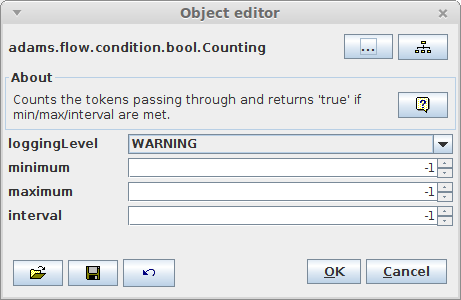 Object editor
adams.flow.condition.bool.Counting
...
About
Counts the tokens passing through and returns 'true' if
min/max/interval are met.
loggingLevel WARNING
minimum -1
maximum -1
interval -1
OK Cancel